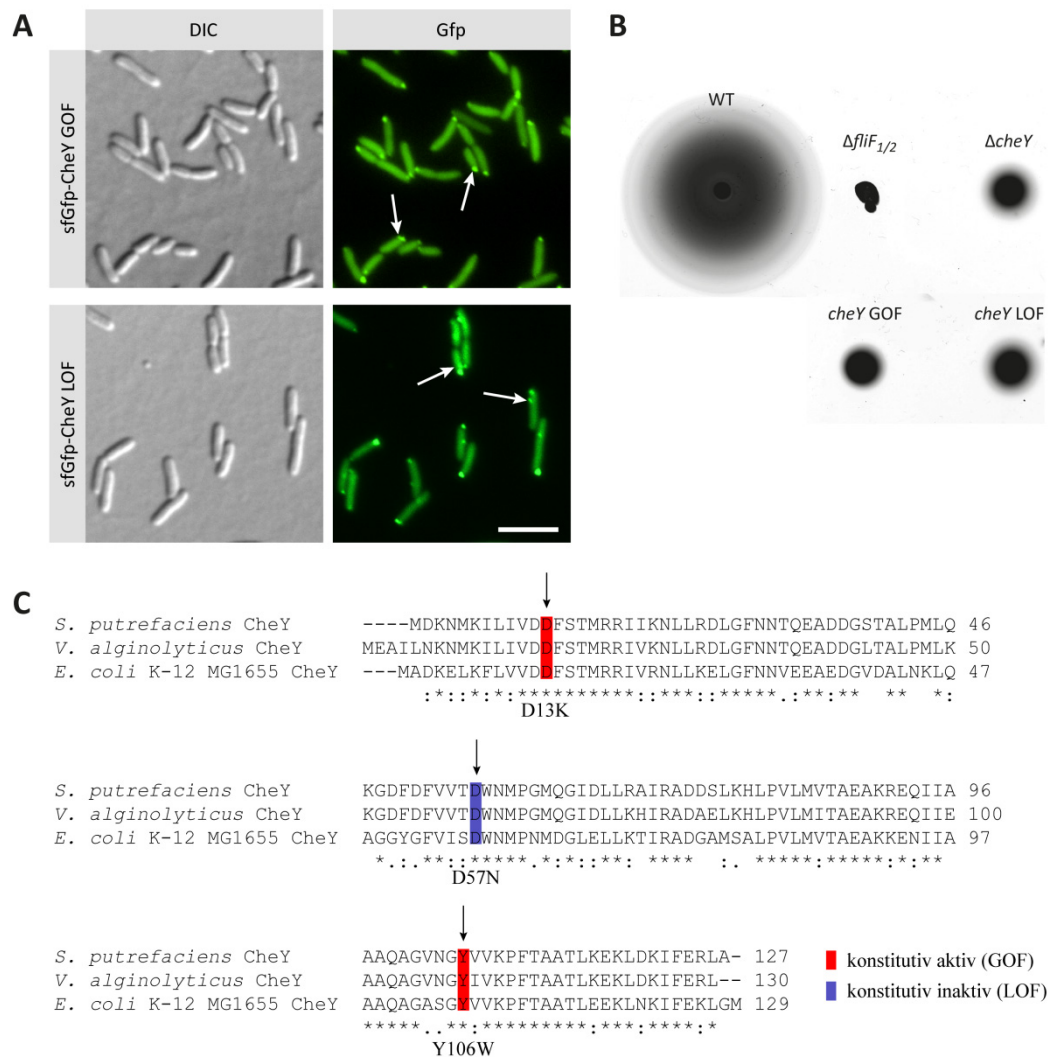 A
B
DIC
Gfp
sfGfp-CheY GOF
sfGfp-CheY LOF
WT
ΔfliF1/2
ΔcheY
cheY GOF
cheY LOF
C
S. putrefaciens CheY ----MDKNMKILIVDDFSTMRRIIKNLLRDLGFNNTQEADDGSTALPMLQ 46
V. alginolyticus CheY MEAILNKNMKILIVDDFSTMRRIVKNLLRDLGFNNTQEADDGLTALPMLK 50
E. coli K-12 MG1655 CheY ---MADKELKFLVVDDFSTMRRIVRNLLKELGFNNVEEAEDGVDALNKLQ 47
D13K
S. putrefaciens CheY KGDFDFVVTDWNMPGMQGIDLLRAIRADDSLKHLPVLMVTAEAKREQIIA 96
V. alginolyticus CheY KGDFDFVVTDWNMPGMQGIDLLKHIRADAELKHLPVLMITAEAKREQIIE 100
E. coli K-12 MG1655 CheY AGGYGFVISDWNMPNMDGLELLKTIRADGAMSALPVLMVTAEAKKENIIA 97
D57N
S. putrefaciens CheY AAQAGVNGYVVKPFTAATLKEKLDKIFERLA- 127
V. alginolyticus CheY AAQAGVNGYIVKPFTAATLKEKLDKIFERL-- 130
E. coli K-12 MG1655 CheY AAQAGASGYVVKPFTAATLEEKLNKIFEKLGM 129
Y106W
konstitutiv aktiv (GOF)
konstitutiv inaktiv (LOF)